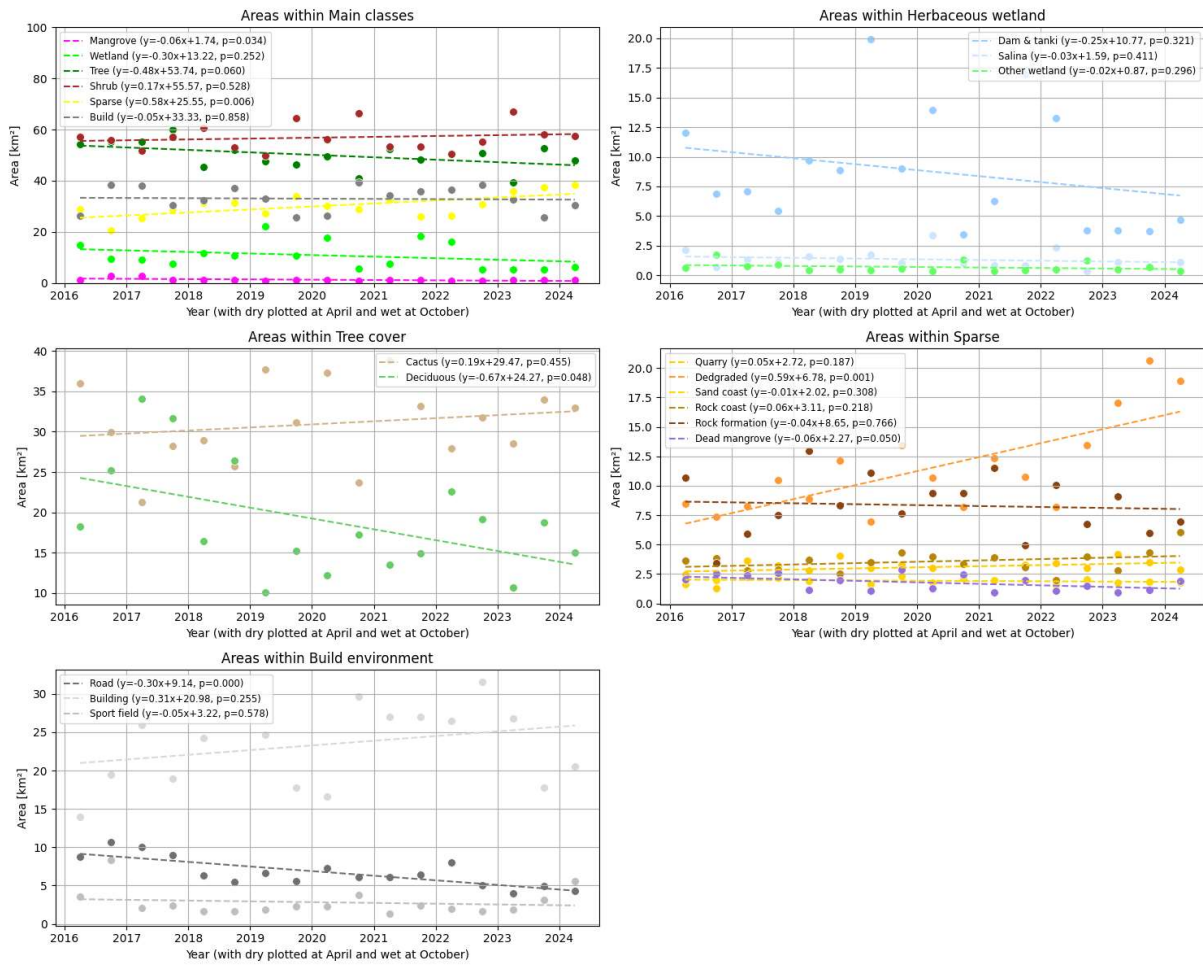 Areas within Main classes
100
80
60
40
20
0
Area [km²]
Mangrove (y=-0.06x+1.74, p=0.034)
Wetland (y=-0.30x+13.22, p=0.252)
Tree (y=-0.48x+53.74, p=0.060)
Shrub (y=0.17x+55.57, p=0.528)
Sparse (y=0.58x+25.55, p=0.006)
Build (y=-0.05x+33.33, p=0.858)
2016 2017 2018 2019 2020 2021 2022 2023 2024
Year (with dry plotted at April and wet at October)
Areas within Herbaceous wetland
20.0
17.5
15.0
12.5
10.0
7.5
5.0
2.5
0.0
Area [km²]
Dam & tanki (y=-0.25x+10.77, p=0.321)
Salina (y=-0.03x+1.59, p=0.411)
Other wetland (y=-0.02x+0.87, p=0.296)
2016 2017 2018 2019 2020 2021 2022 2023 2024
Year (with dry plotted at April and wet at October)
Areas within Tree cover
40
35
30
25
20
15
10
Area [km²]
Cactus (y=0.19x+29.47, p=0.455)
Deciduous (y=-0.67x+24.27, p=0.048)
2016 2017 2018 2019 2020 2021 2022 2023 2024
Year (with dry plotted at April and wet at October)
Areas within Sparse
20.0
17.5
15.0
12.5
10.0
7.5
5.0
2.5
0.0
Area [km²]
Quarry (y=0.05x+2.72, p=0.187)
Dedgraded (y=0.59x+6.78, p=0.001)
Sand coast (y=-0.01x+2.02, p=0.308)
Rock coast (y=0.06x+3.11, p=0.218)
Rock formation (y=-0.04x+8.65, p=0.766)
Dead mangrove (y=-0.06x+2.27, p=0.050)
2016 2017 2018 2019 2020 2021 2022 2023 2024
Year (with dry plotted at April and wet at October)
Areas within Build environment
30
25
20
15
10
5
0
Area [km²]
Road (y=-0.30x+9.14, p=0.000)
Building (y=0.31x+20.98, p=0.255)
Sport field (y=-0.05x+3.22, p=0.578)
2016 2017 2018 2019 2020 2021 2022 2023 2024
Year (with dry plotted at April and wet at October)